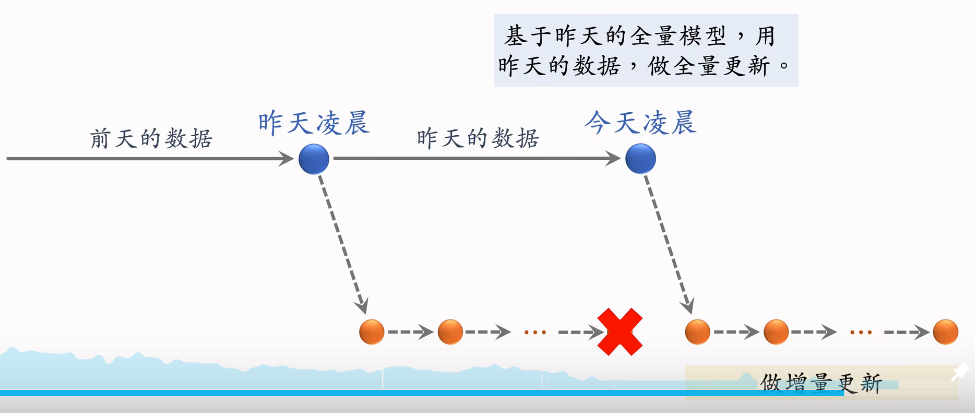 基于昨天的全量模型，用
昨天的数据，做全量更新。
昨天凌晨
今天凌晨
前天的数据
昨天的数据
...
...
做增量更新